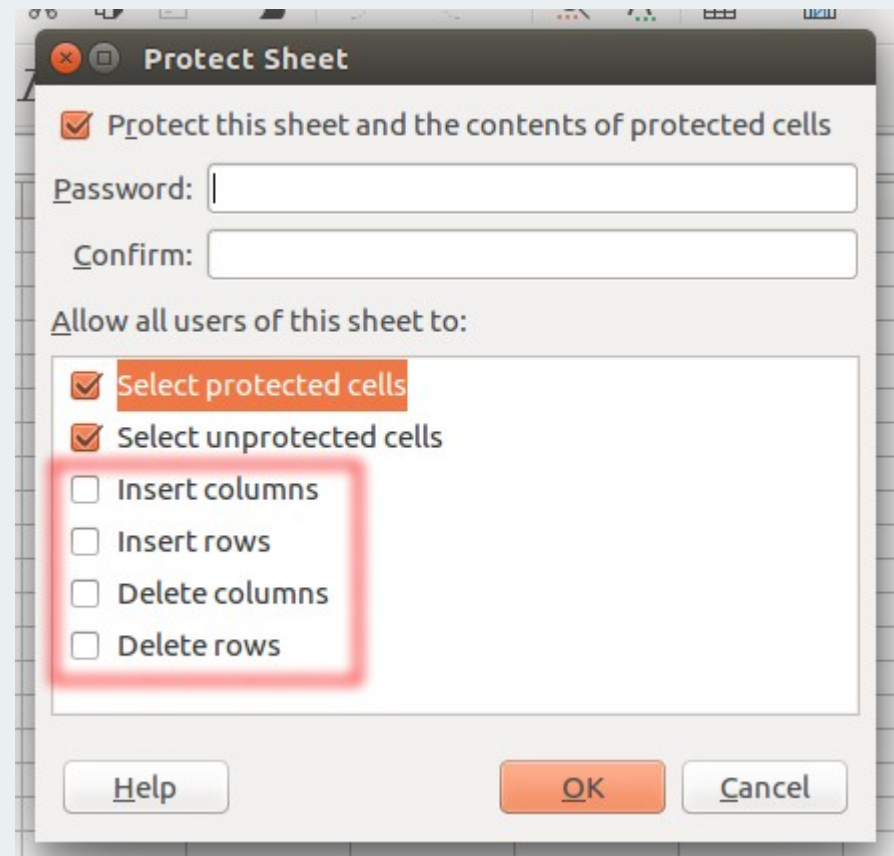 Protect Sheet
Protect this sheet and the contents of protected cells
Password:
Confirm:
Allow all users of this sheet to:
Select protected cells
Select unprotected cells
Insert columns
Insert rows
Delete columns
Delete rows
Help OK Cancel